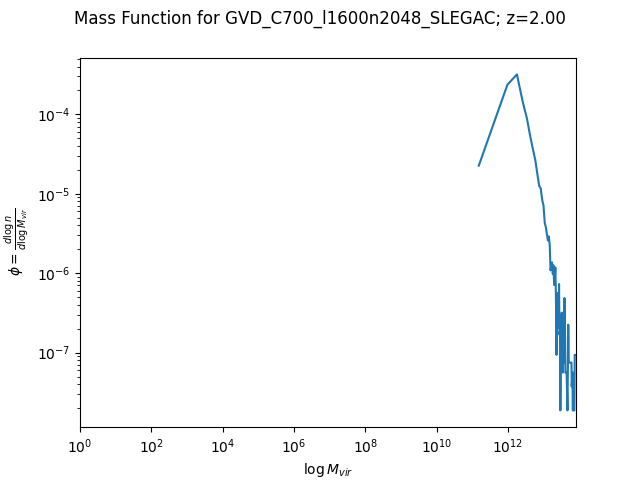 Mass Function for GVD_C700_l1600n2048_SLEGAC; z=2.00
10⁻⁴
10⁻⁵
10⁻⁶
10⁻⁷
ϕ = d log n / d log M_vir
10⁰ 10² 10⁴ 10⁶ 10⁸ 10¹⁰ 10¹²
log M_vir